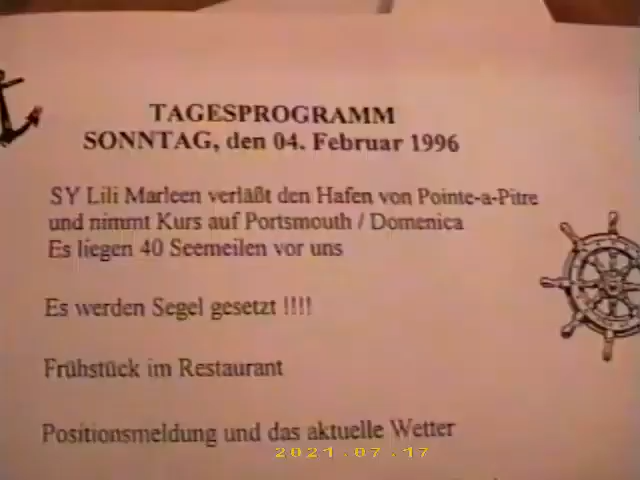 TAGESPROGRAMM
SONNTAG, den 04. Februar 1996
SY Lili Marleen verläßt den Hafen von Pointe-a-Pitre
und nimmt Kurs auf Portsmouth / Domenica
Es liegen 40 Seemeilen vor uns
Es werden Segel gesetzt !!!!
Frühstück im Restaurant
Positionsmeldung und das aktuelle Wetter
2021.07.17